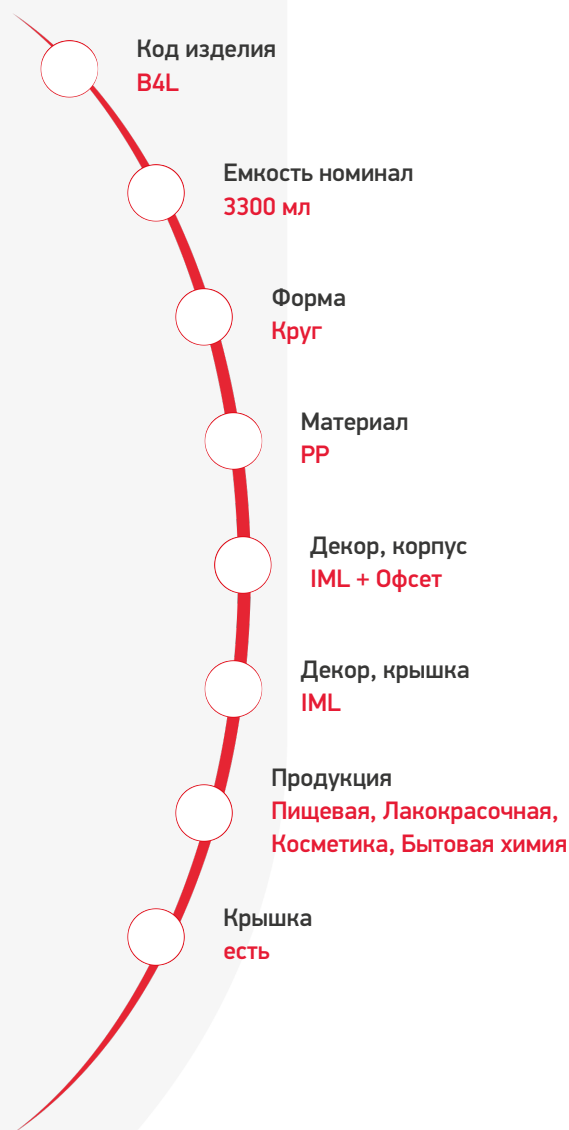 Код изделия
B4L
Емкость номинал
3300 мл
Форма
Круг
Материал
PP
Декор, корпус
IML + Офсет
Декор, крышка
IML
Продукция
Пищевая, Лакокрасочная,
Косметика, Бытовая химия
Крышка
есть